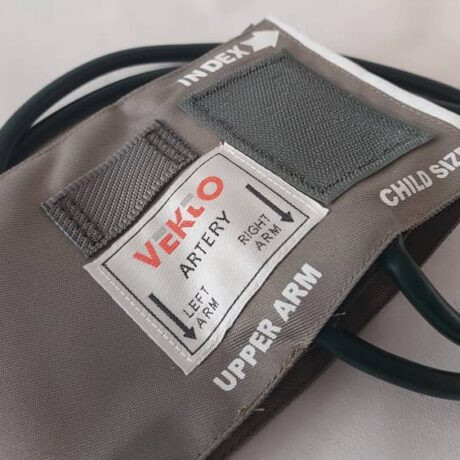 INDEX
CHILD SIZE
VEKTO
ARTERY
LEFT
ARM
RIGHT
ARM
UPPER ARM